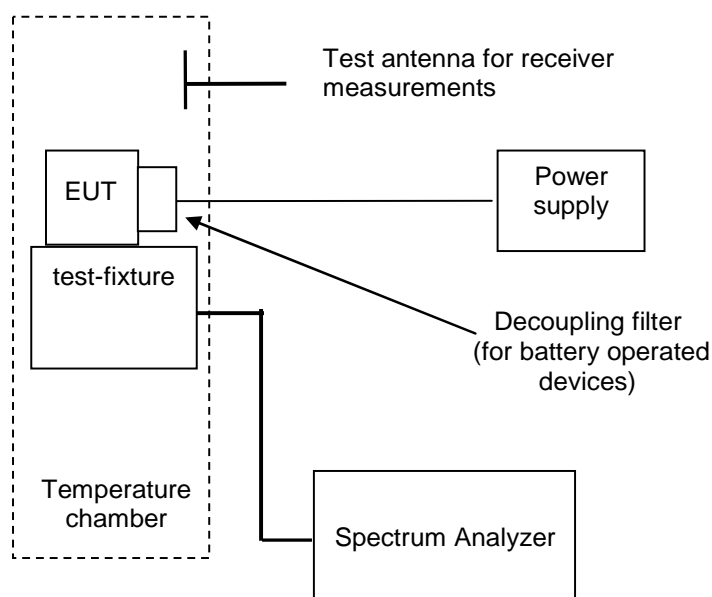 Test antenna for receiver
measurements
EUT
Power
supply
test-fixture
Decoupling filter
(for battery operated
devices)
Temperature
chamber
Spectrum Analyzer